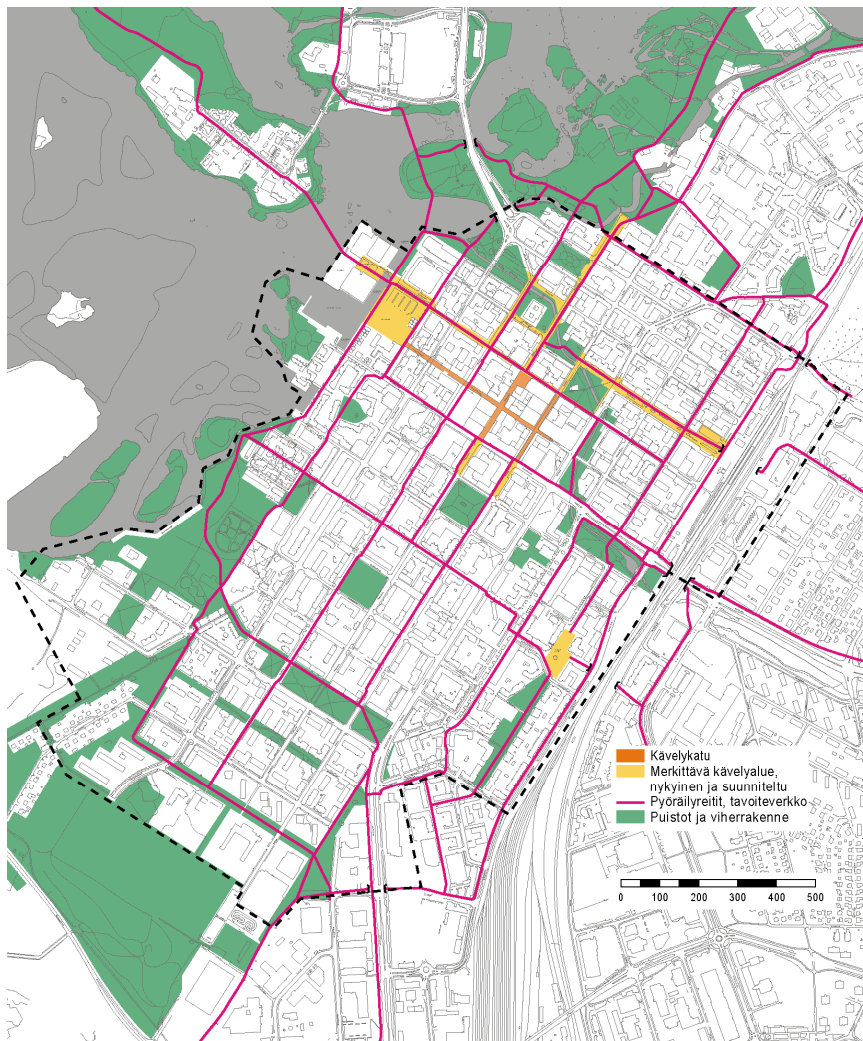 Kävelykatu
Merkittävä kävelyalue,
nykyinen ja suunniteltu
Pyöräilyreitit, tavoiteverkko
Puistot ja viherrakenne
0 100 200 300 400 500